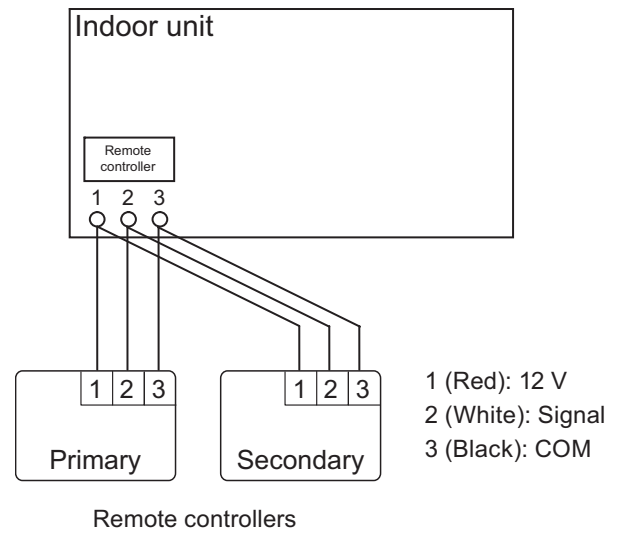 Indoor unit
Remote
controller
1 2 3
1 2 3
1 2 3
Primary
Secondary
1 (Red): 12 V
2 (White): Signal
3 (Black): COM
Remote controllers